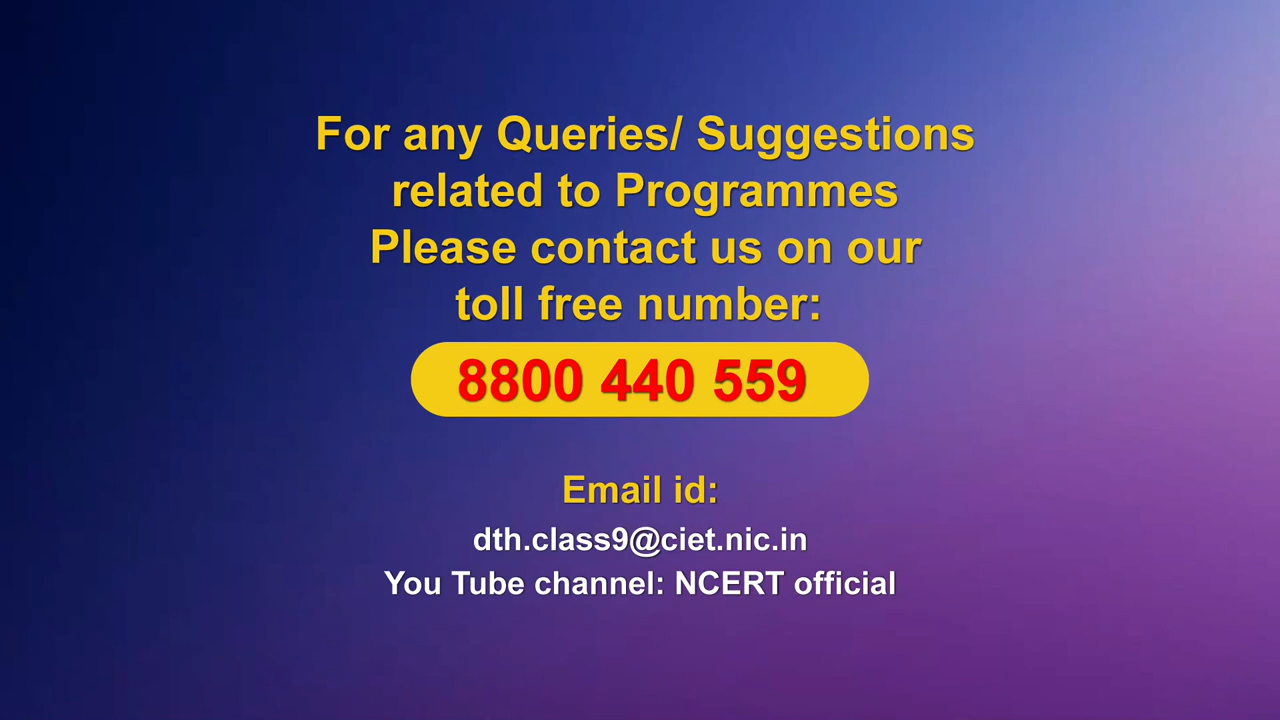 For any Queries/ Suggestions
related to Programmes
Please contact us on our
toll free number:
8800 440 559
Email id:
dth.class9@ciet.nic.in
You Tube channel: NCERT official